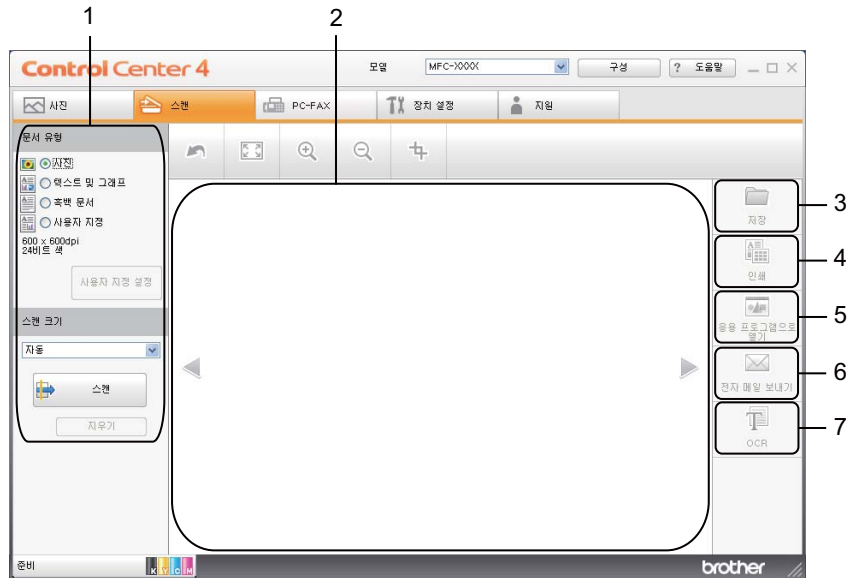 1
2
Control Center 4
모델
MFC-XXXX
구성
? 도움말
사진
스캔
PC-FAX
장치 설정
지원
문서 유형
사진
텍스트 및 그래프
흑백 문서
사용자 지정
600 x 600dpi
24비트 색
사용자 지정 설정
스캔 크기
자동
스캔
지우기
저장
3
인쇄
4
응용 프로그램으로
열기
5
전자 메일 보내기
6
OCR
7
준비
K Y C M
brother